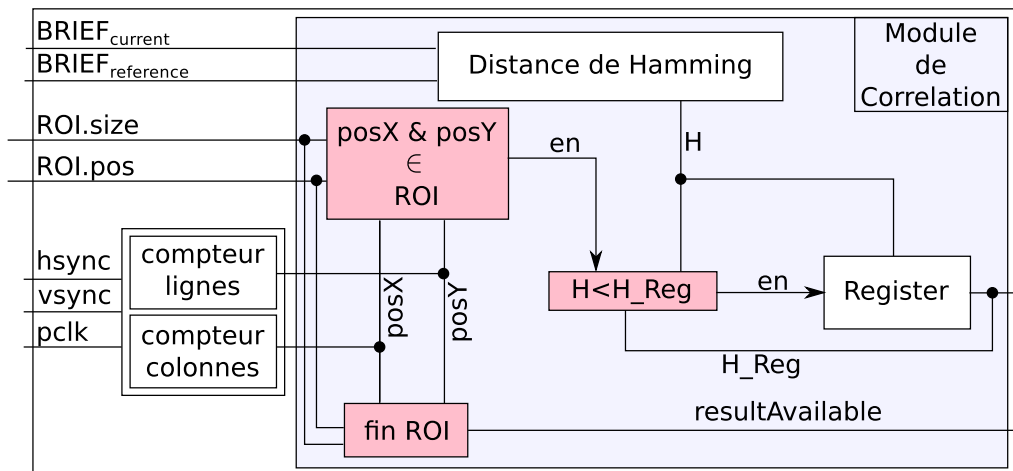 BRIEFcurrent
BRIEFreference
Distance de Hamming
Module
de
Correlation
ROI.size
ROI.pos
posX & posY
∈
ROI
en
H
hsync
vsync
pclk
compteur
lignes
compteur
colonnes
posX
posY
H<H_Reg
en
Register
H_Reg
fin ROI
resultAvailable